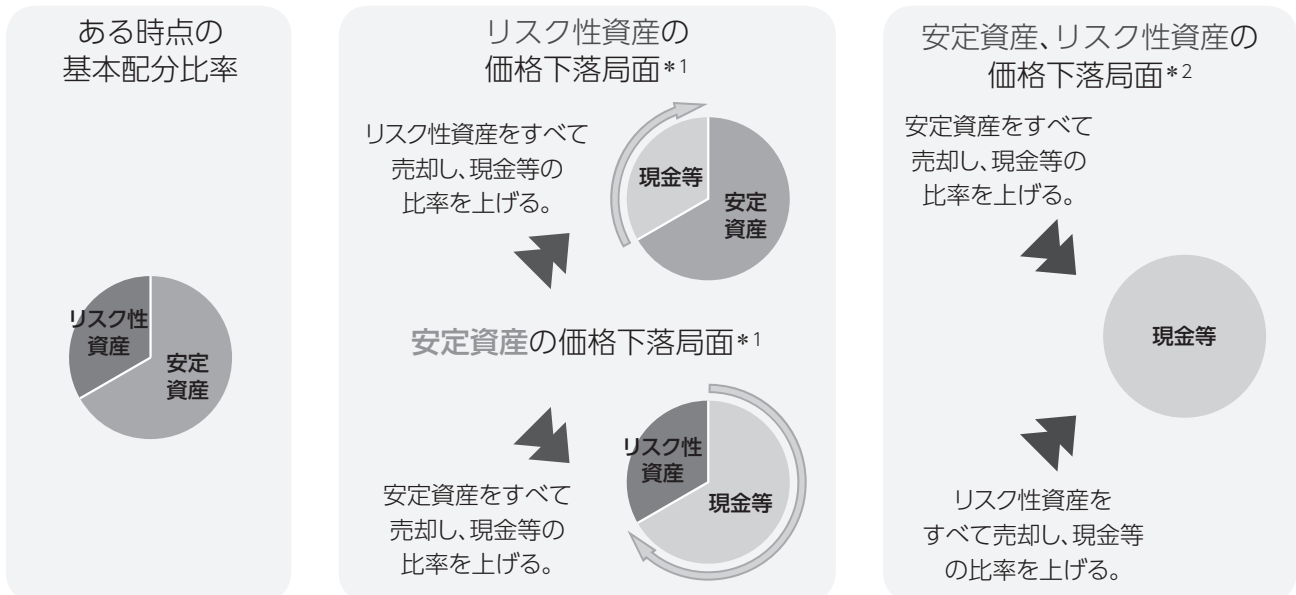 ある時点の
基本配分比率
リスク性
資産
安定
資産
リスク性資産の
価格下落局面*1
リスク性資産をすべて
売却し、現金等の
比率を上げる。
現金等
安定
資産
安定資産の価格下落局面*1
安定資産をすべて
売却し、現金等の
比率を上げる。
リスク性
資産
現金等
安定資産、リスク性資産の
価格下落局面*2
安定資産をすべて
売却し、現金等の
比率を上げる。
現金等
リスク性資産を
すべて売却し、現金等
の比率を上げる。